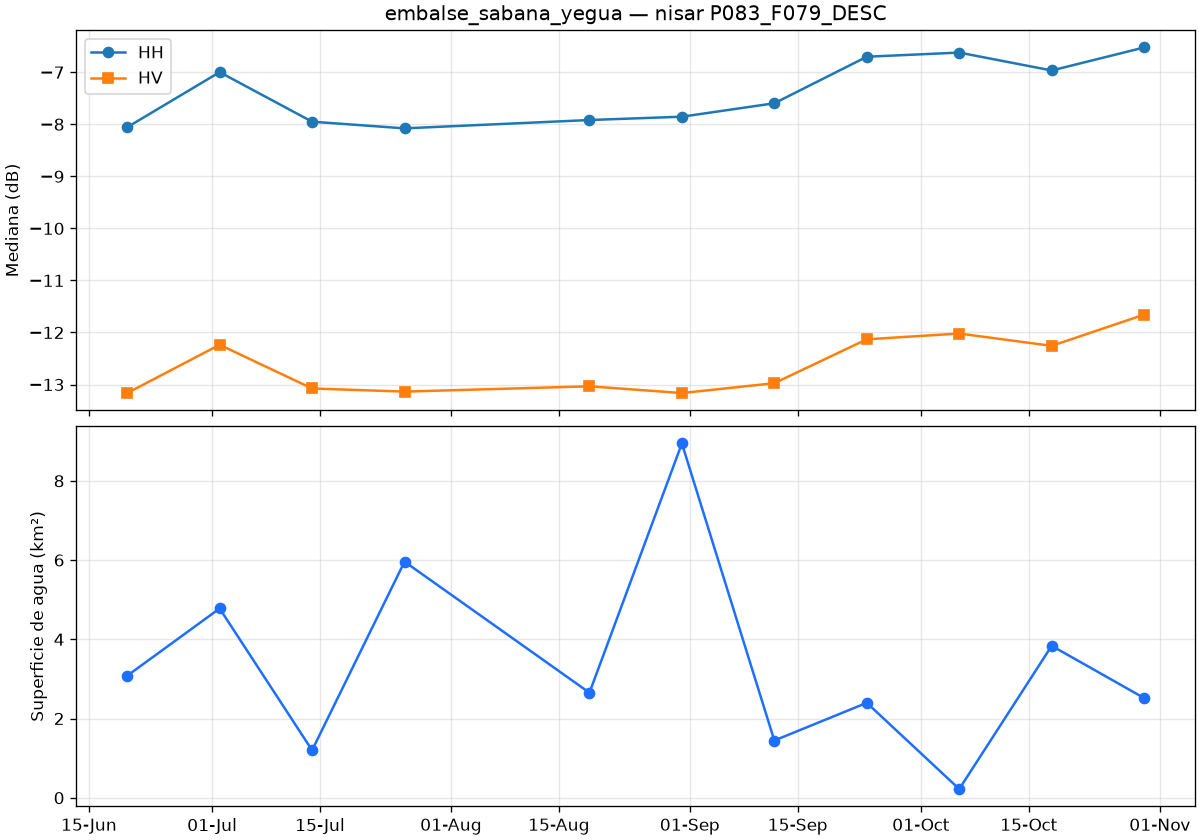 embalse_sabana_yegua — nisar P083_F079_DESC
HH
HV
Mediana (dB)
−7
−8
−9
−10
−11
−12
−13
Superficie de agua (km²)
8
6
4
2
0
15-Jun 01-Jul 15-Jul 01-Aug 15-Aug 01-Sep 15-Sep 01-Oct 15-Oct 01-Nov